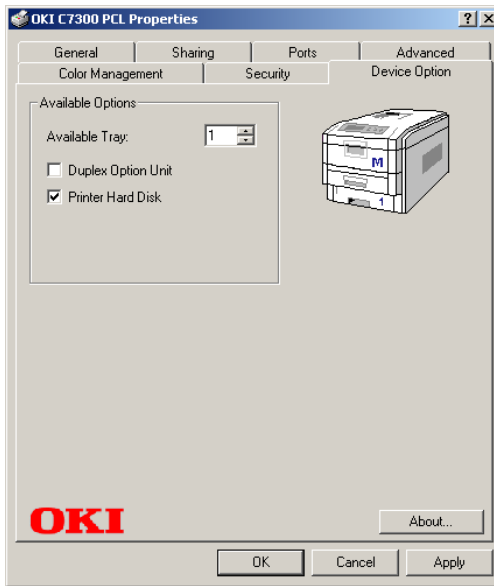 OKI C7300 PCL Properties
General Sharing Ports Advanced
Color Management Security Device Option
Available Options
Available Tray: 1
Duplex Option Unit
Printer Hard Disk
M
1
OKI
About...
OK Cancel Apply